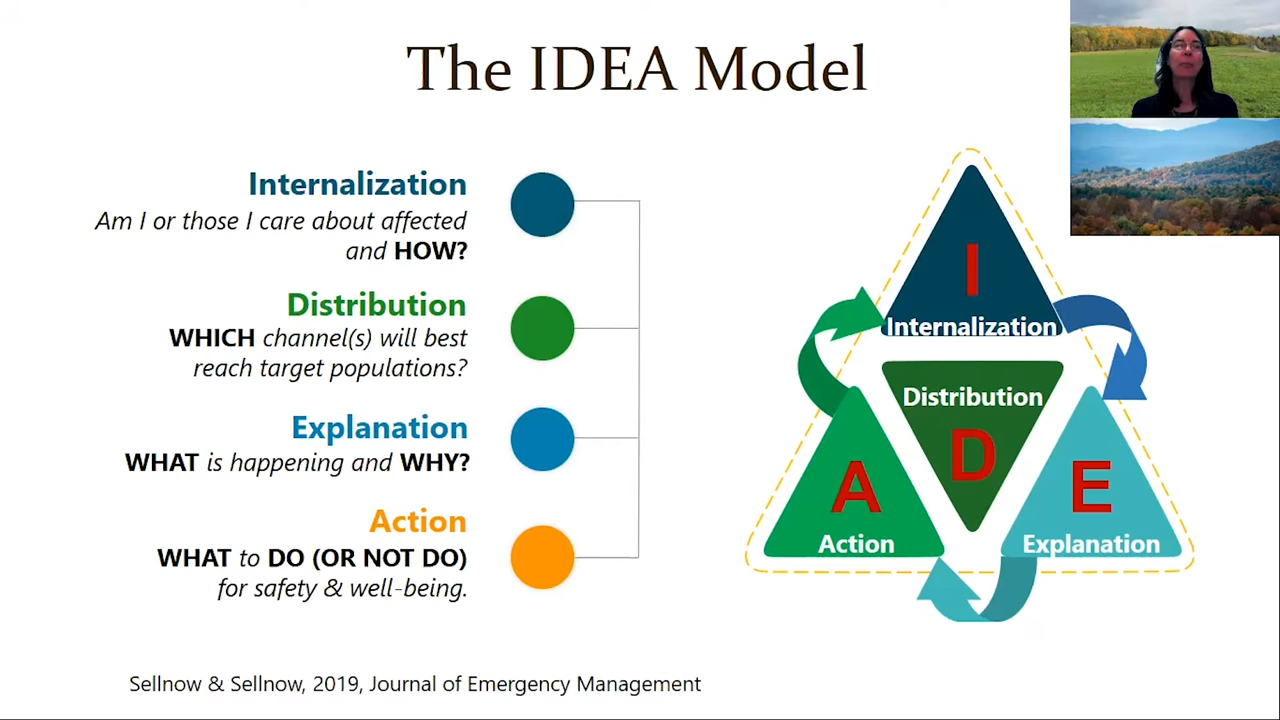 The IDEA Model
Internalization
Am I or those I care about affected
and HOW?
Distribution
WHICH channel(s) will best
reach target populations?
Explanation
WHAT is happening and WHY?
Action
WHAT to DO (OR NOT DO)
for safety & well-being.
I
Internalization
Distribution
D
A
Action
E
Explanation
Sellnow & Sellnow, 2019, Journal of Emergency Management